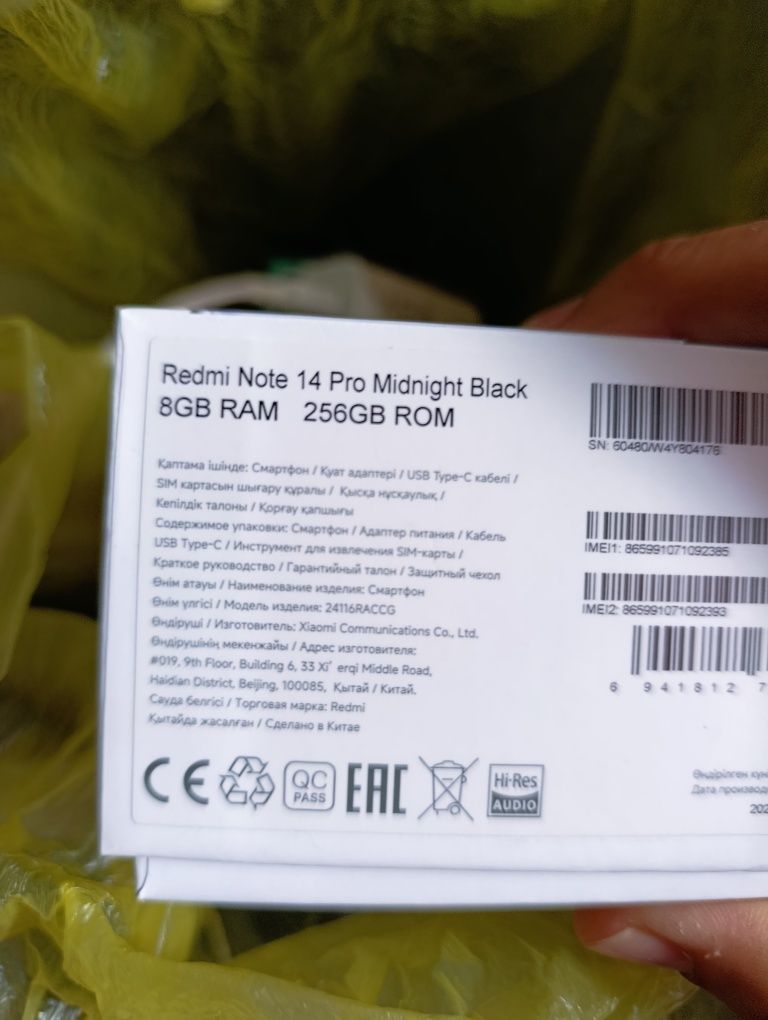 Redmi Note 14 Pro Midnight Black
8GB RAM 256GB ROM
Қаптама ішінде: Смартфон / Қуат адаптері / USB Type-C кабелі /
SIM картасын шығару құралы / Қысқа нұсқаулық /
Кепілдік талоны / Қорғау қапшығы
Содержимое упаковки: Смартфон / Адаптер питания / Кабель
USB Type-C / Инструмент для извлечения SIM-карты /
Краткое руководство / Гарантийный талон / Защитный чехол
Өнім атауы / Наименование изделия: Смартфон
Өнім үлгісі / Модель изделия: 24116RACCG
Өндіруші / Изготовитель: Xiaomi Communications Co., Ltd.
Өндірушінің мекенжайы / Адрес изготовителя:
#019, 9th Floor, Building 6, 33 Xi' erqi Middle Road,
Haidian District, Beijing, 100085, Қытай / Китай.
Сауда белгісі / Торговая марка: Redmi
Қытайда жасалған / Сделано в Китае
CE
QC
PASS
EAC
Hi-Res
AUDIO
SN: 60480/W4Y804176
IMEI1: 865991071092385
IMEI2: 865991071092393
6 941812 7
Өндірілген күні
Дата производ
202